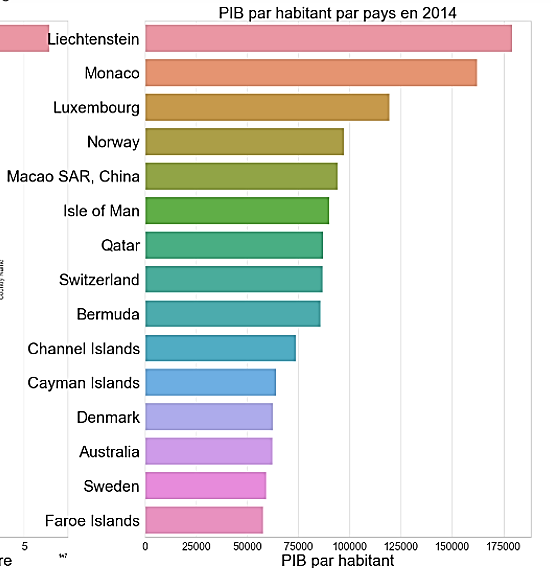 PIB par habitant par pays en 2014
Liechtenstein
Monaco
Luxembourg
Norway
Macao SAR, China
Isle of Man
Qatar
Switzerland
Bermuda
Channel Islands
Cayman Islands
Denmark
Australia
Sweden
Faroe Islands
5
0 25000 50000 75000 100000 125000 150000 175000
re
PIB par habitant